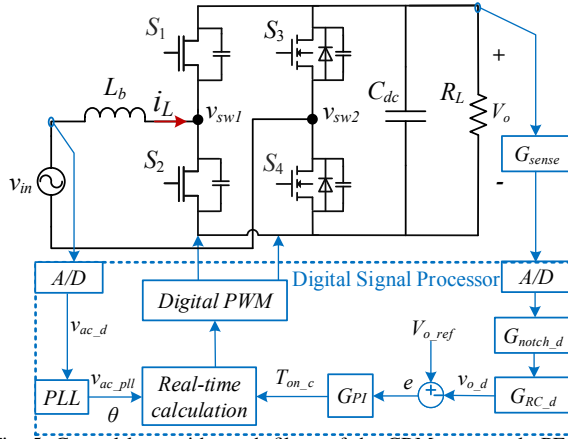 S1
S3
Lb
iL
vsw1
vsw2
Cdc
RL
+
Vo
-
S2
S4
vin
Gsense
A/D
Digital Signal Processor
A/D
Digital PWM
vac_d
Vo_ref
Gnotch_d
PLL
vac_pll
θ
Real-time
calculation
Ton_c
GPI
e
+
-
vo_d
GRC_d